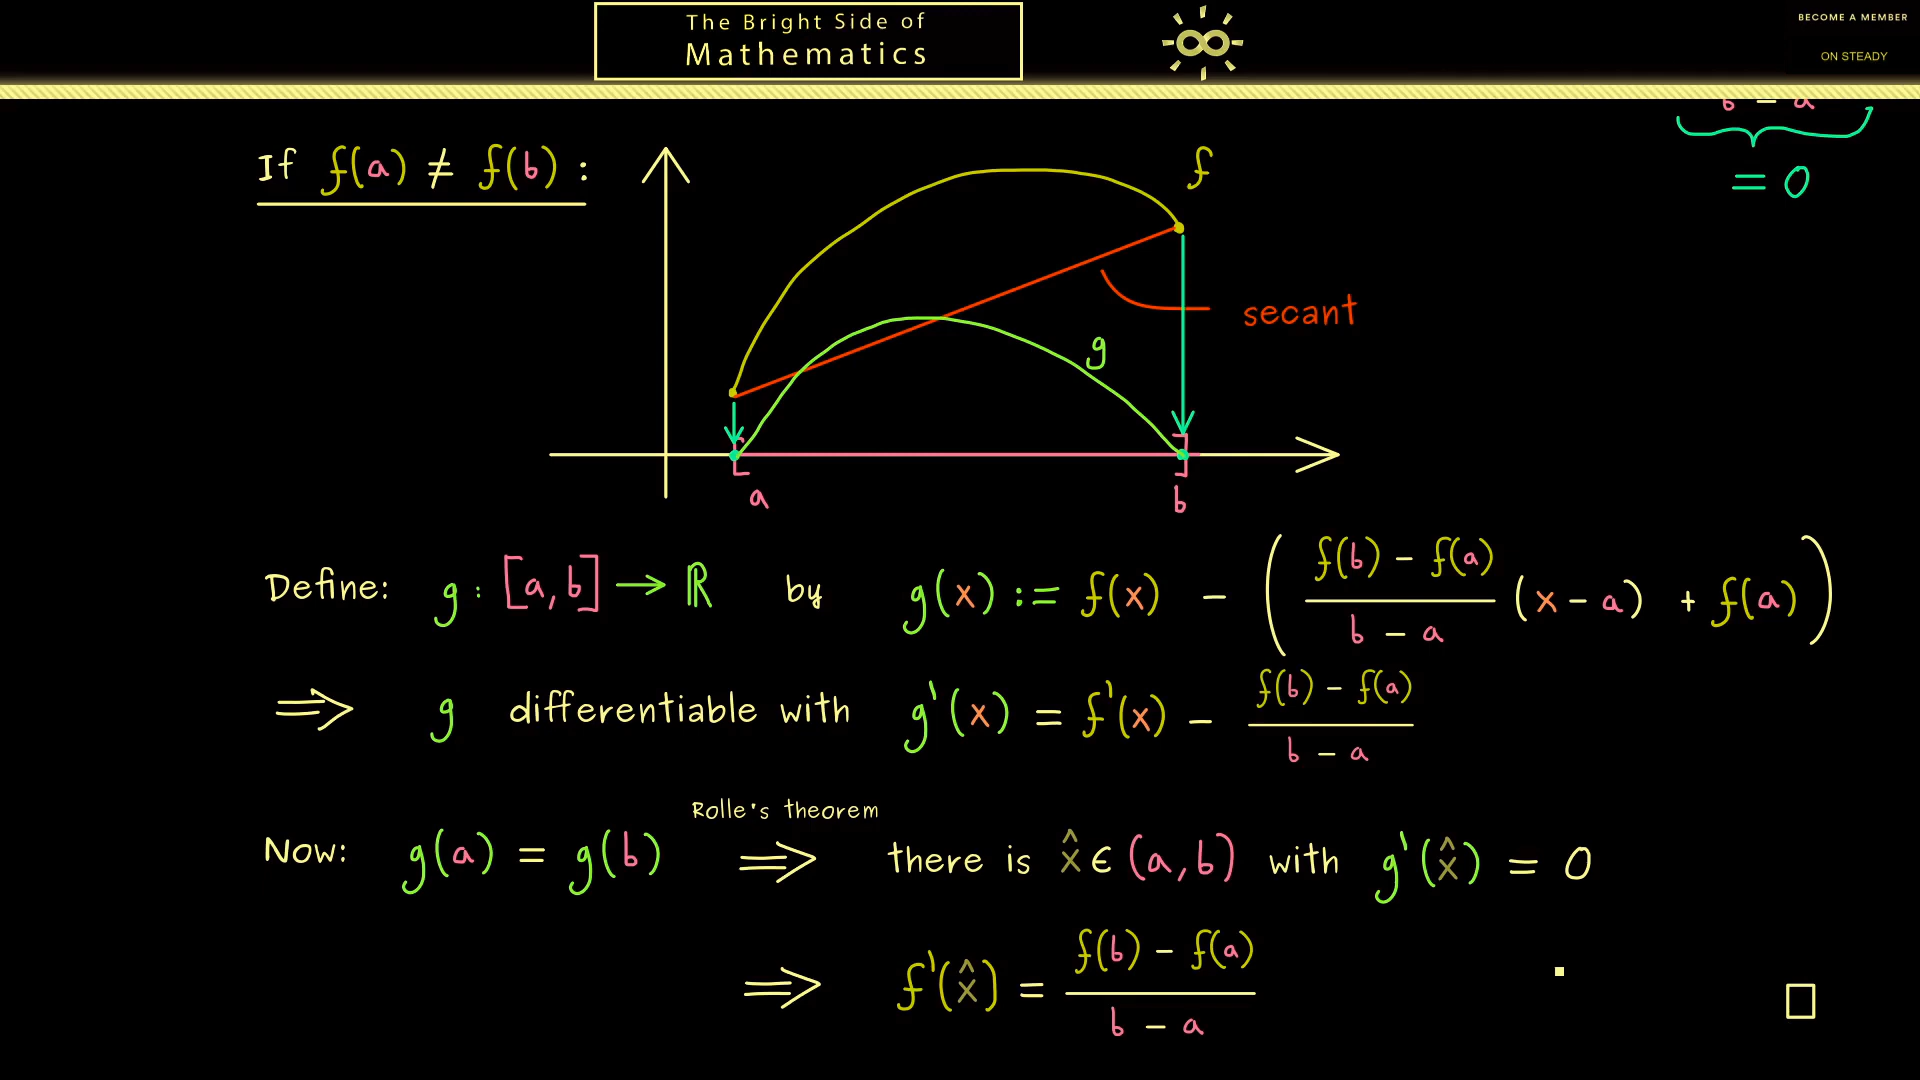 The Bright Side of
Mathematics
BECOME A MEMBER
ON STEADY
b - a
= 0
If f(a) ≠ f(b) :
f
secant
g
a
b
Define: g : [a, b] → ℝ by g(x) := f(x) - ( f(b) - f(a) / b - a (x - a) + f(a) )
⇒ g differentiable with g'(x) = f'(x) - f(b) - f(a) / b - a
Rolle's theorem
Now: g(a) = g(b) ⇒ there is x̂ ∈ (a, b) with g'(x̂) = 0
⇒ f'(x̂) = f(b) - f(a) / b - a □